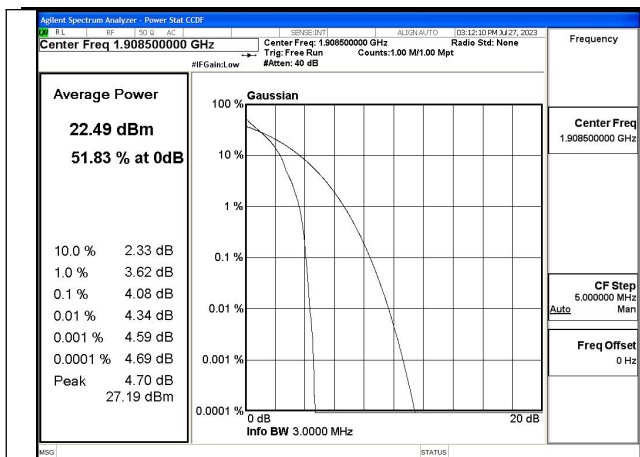 Agilent Spectrum Analyzer - Power Stat CCDF
RL RF 50 Ω AC SENSE:INT ALIGN AUTO 03:12:10 PM Jul 27, 2023
Center Freq 1.908500000 GHz
Center Freq: 1.908500000 GHz Radio Std: None
Trig: Free Run Counts:1.00 M/1.00 Mpt
#IFGain:Low #Atten: 40 dB
Frequency
Average Power
22.49 dBm
51.83 % at 0dB
10.0 % 2.33 dB
1.0 % 3.62 dB
0.1 % 4.08 dB
0.01 % 4.34 dB
0.001 % 4.59 dB
0.0001 % 4.69 dB
Peak 4.70 dB
27.19 dBm
Gaussian
100 %
10 %
1 %
0.1 %
0.01 %
0.001 %
0.0001 %
0 dB 20 dB
Info BW 3.0000 MHz
Center Freq
1.908500000 GHz
CF Step
5.000000 MHz
Auto Man
Freq Offset
0 Hz
MSG STATUS